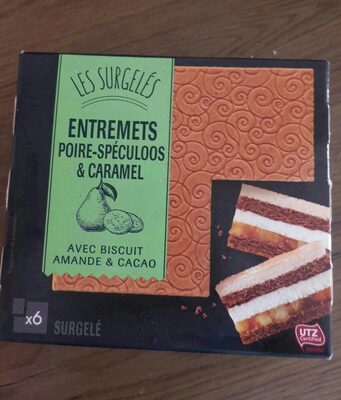 LES SURGELÉS
ENTREMETS
POIRE-SPÉCULOOS
& CARAMEL
AVEC BISCUIT
AMANDE & CACAO
x6
SURGELÉ
UTZ
Certified